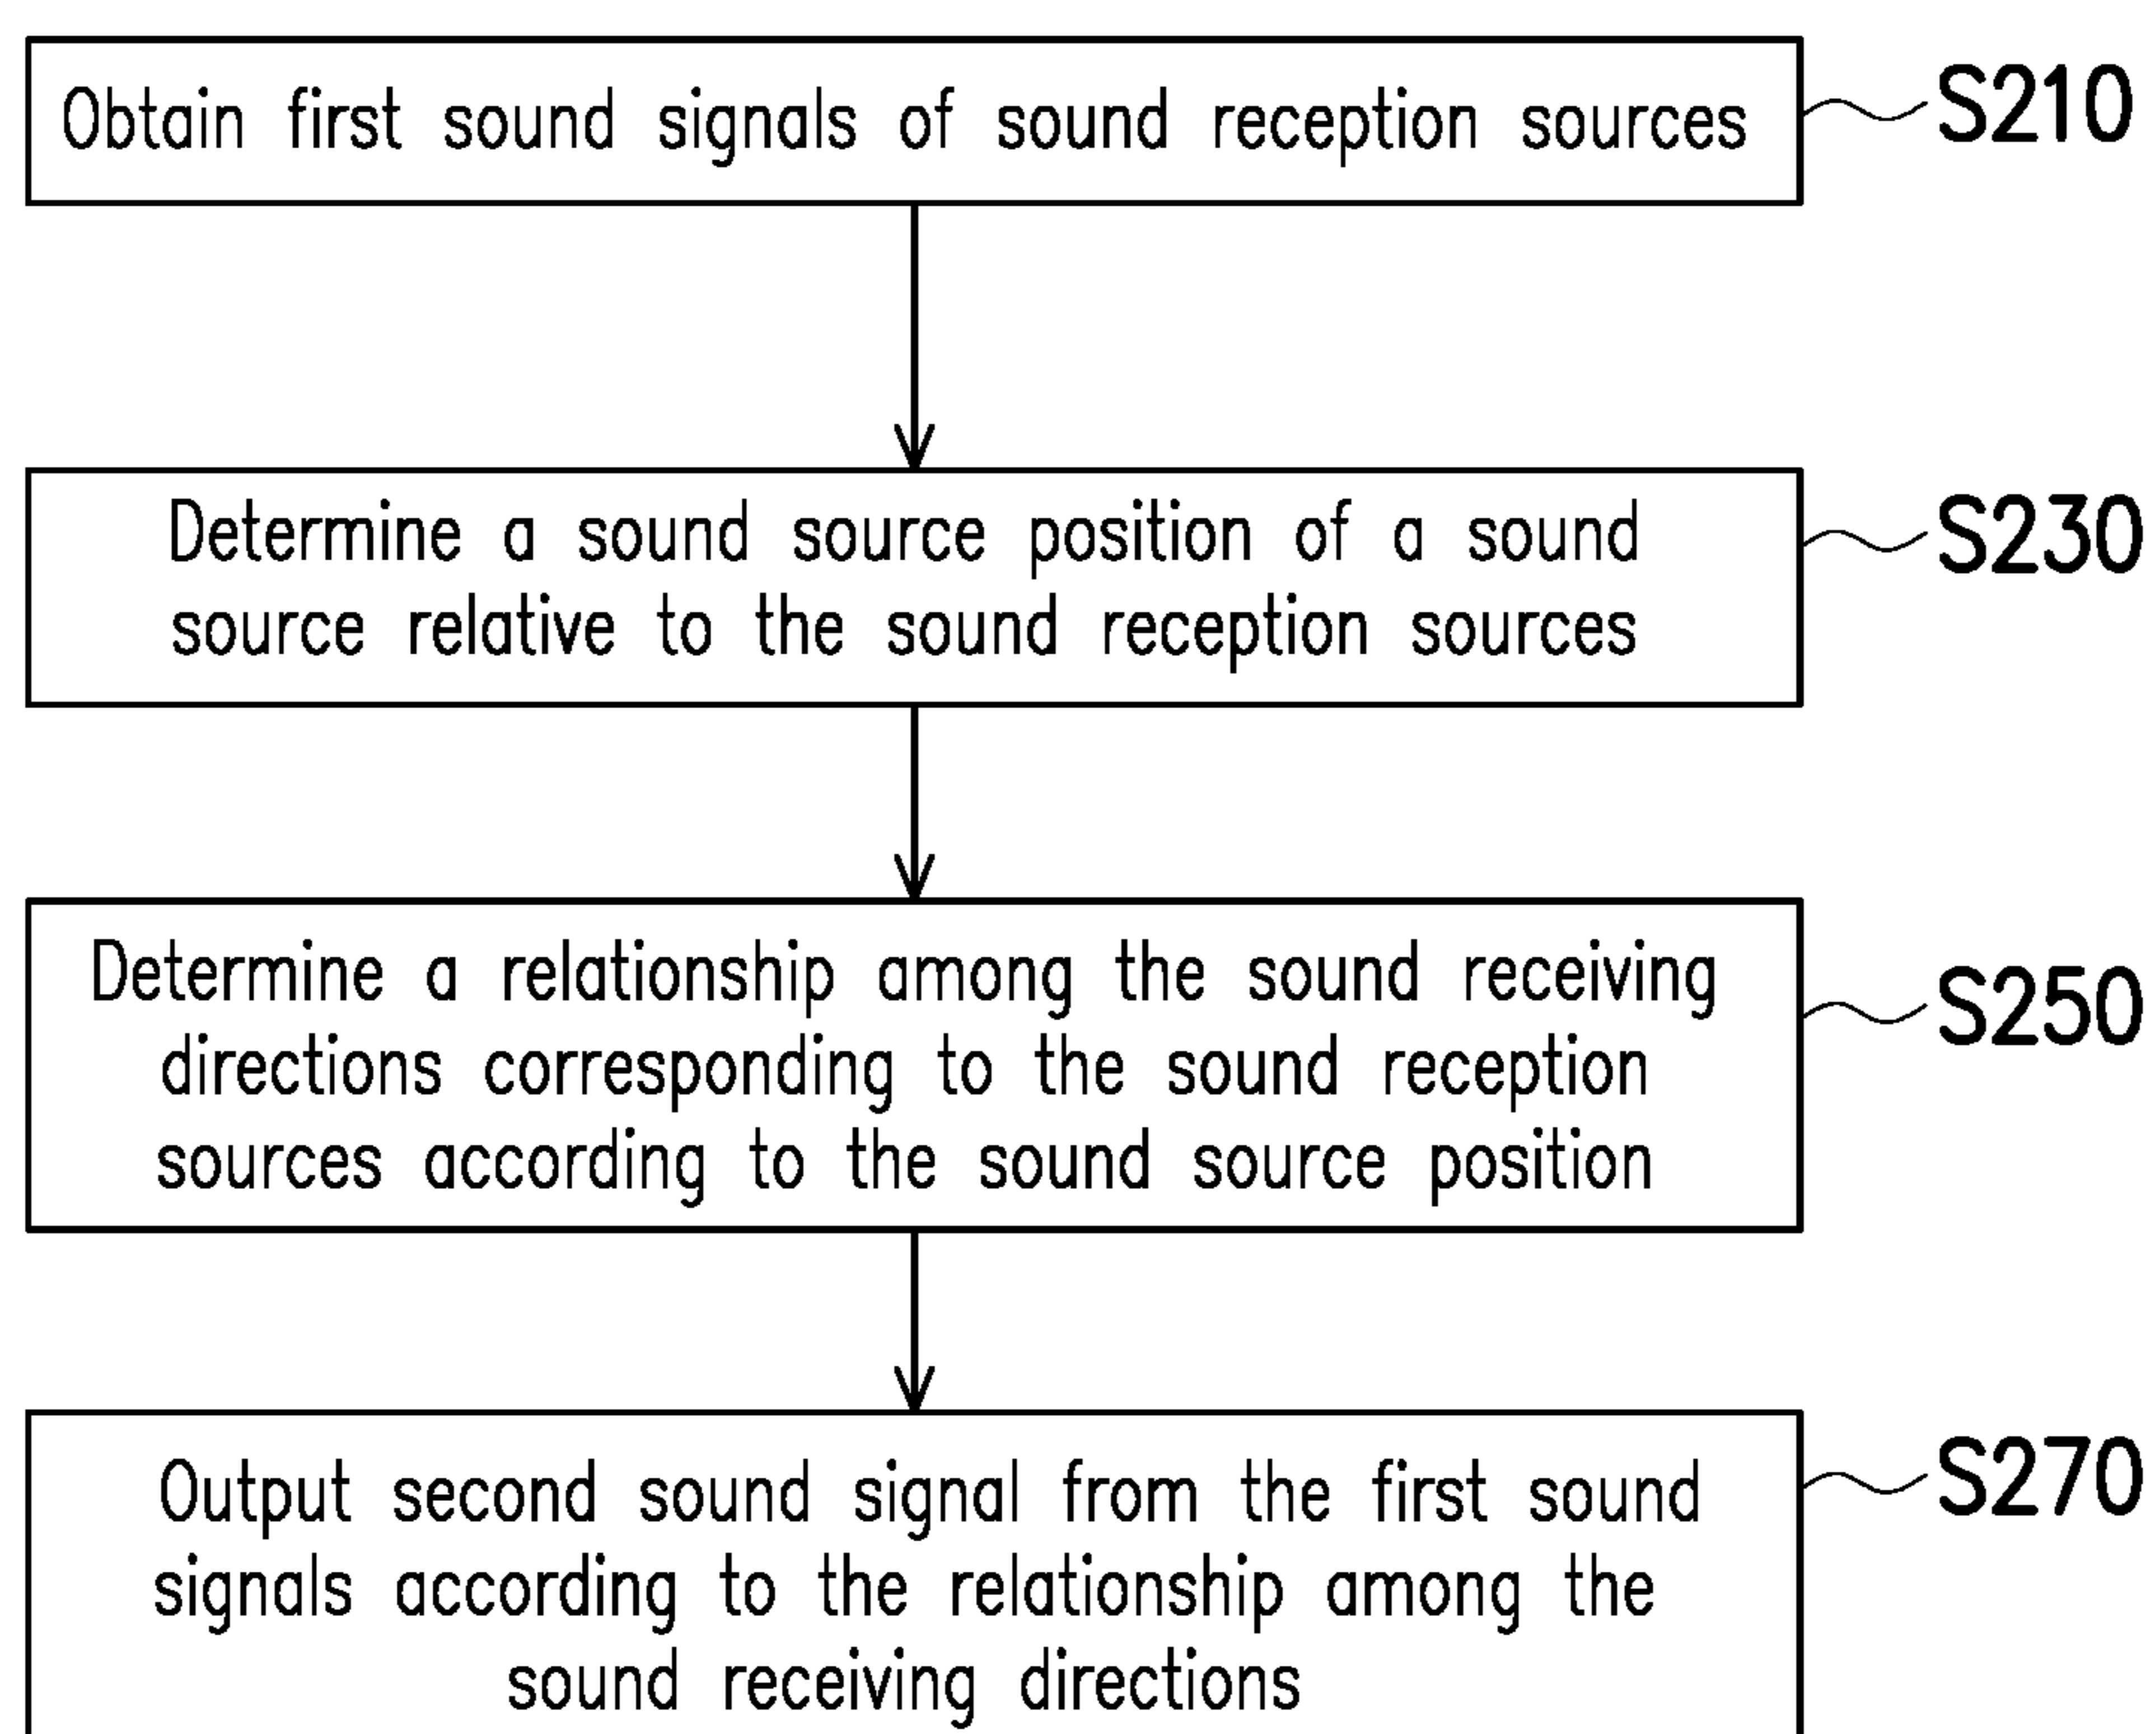 Obtain first sound signals of sound reception sources
S210
Determine a sound source position of a sound
source relative to the sound reception sources
S230
Determine a relationship among the sound receiving
directions corresponding to the sound reception
sources according to the sound source position
S250
Output second sound signal from the first sound
signals according to the relationship among the
sound receiving directions
S270